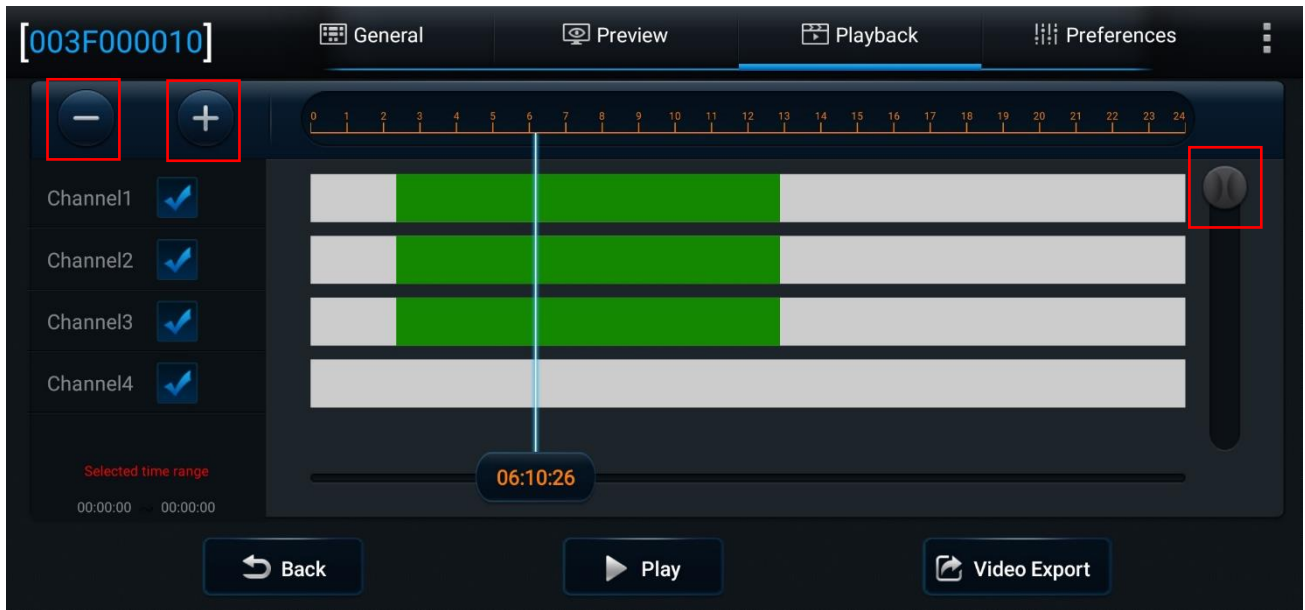 [003F000010] General Preview Playback Preferences
0 1 2 3 4 5 6 7 8 9 10 11 12 13 14 15 16 17 18 19 20 21 22 23 24
Channel1
Channel2
Channel3
Channel4
Selected time range
00:00:00 00:00:00
06:10:26
Back Play Video Export